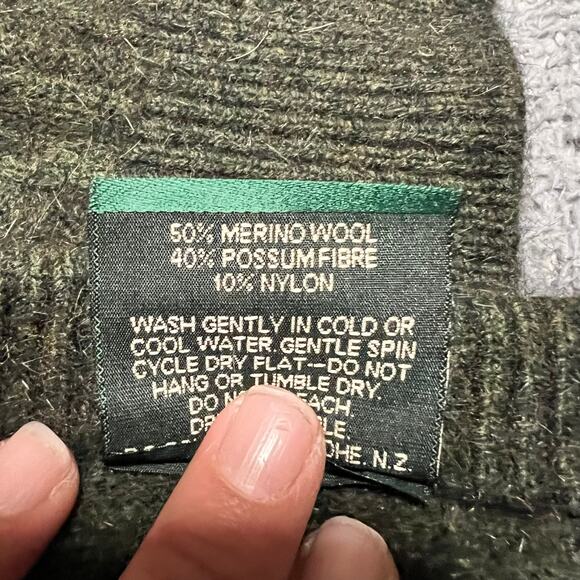 50% MERINO WOOL
40% POSSUM FIBRE
10% NYLON
WASH GENTLY IN COLD OR
COOL WATER. GENTLE SPIN
CYCLE DRY FLAT—DO NOT
HANG OR TUMBLE DRY.
DO
N.Z.